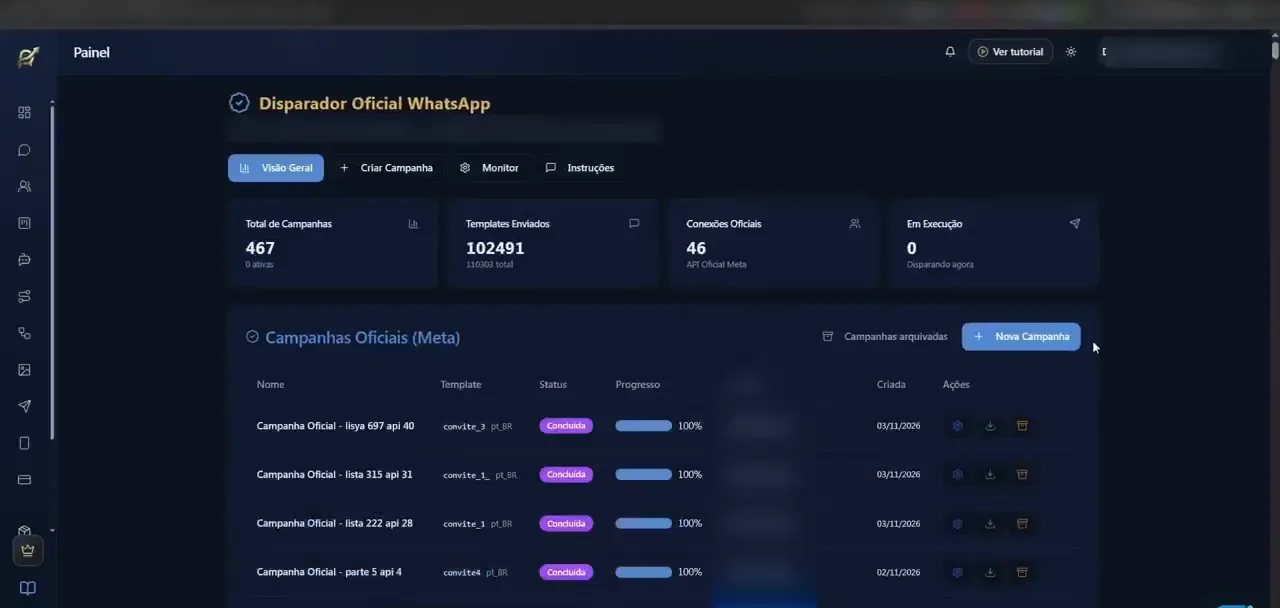 Painel
Ver tutorial
Disparador Oficial WhatsApp
Visão Geral
Criar Campanha
Monitor
Instruções
Total de Campanhas
467
0 ativas
Templates Enviados
102491
110303 total
Conexões Oficiais
46
API Oficial Meta
Em Execução
0
Disparando agora
Campanhas Oficiais (Meta)
Campanhas arquivadas
Nova Campanha
Nome Template Status Progresso Criada Ações
Campanha Oficial - lisya 697 api 40 convite_3 pt_BR Concluída 100% 03/11/2026
Campanha Oficial - lista 315 api 31 convite_1_ pt_BR Concluída 100% 03/11/2026
Campanha Oficial - lista 222 api 28 convite_1 pt_BR Concluída 100% 03/11/2026
Campanha Oficial - parte 5 api 4 convite4 pt_BR Concluída 100% 02/11/2026